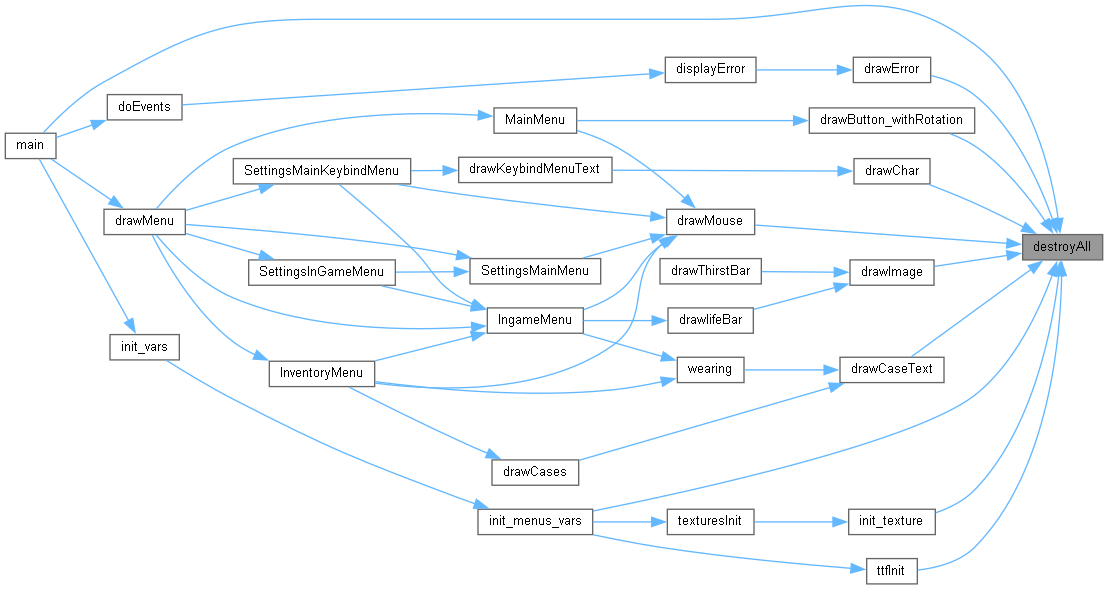 displayError
drawError
doEvents
MainMenu
drawButton_withRotation
main
SettingsMainKeybindMenu
drawKeybindMenuText
drawChar
drawMenu
drawMouse
destroyAll
SettingsInGameMenu
SettingsMainMenu
drawThirstBar
drawImage
IngameMenu
drawlifeBar
init_vars
InventoryMenu
wearing
drawCaseText
drawCases
init_menus_vars
texturesInit
init_texture
ttfInit